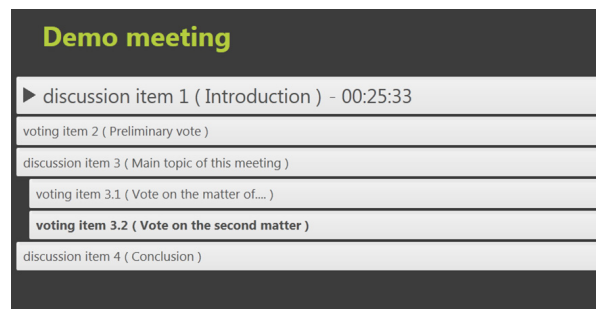 Demo meeting
discussion item 1 ( Introduction ) - 00:25:33
voting item 2 ( Preliminary vote )
discussion item 3 ( Main topic of this meeting )
voting item 3.1 ( Vote on the matter of.... )
voting item 3.2 ( Vote on the second matter )
discussion item 4 ( Conclusion )